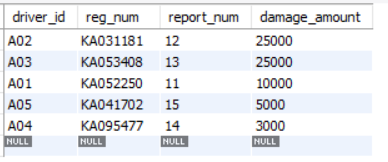 driver_id reg_num report_num damage_amount
A02 KA031181 12 25000
A03 KA053408 13 25000
A01 KA052250 11 10000
A05 KA041702 15 5000
A04 KA095477 14 3000
NULL NULL NULL NULL